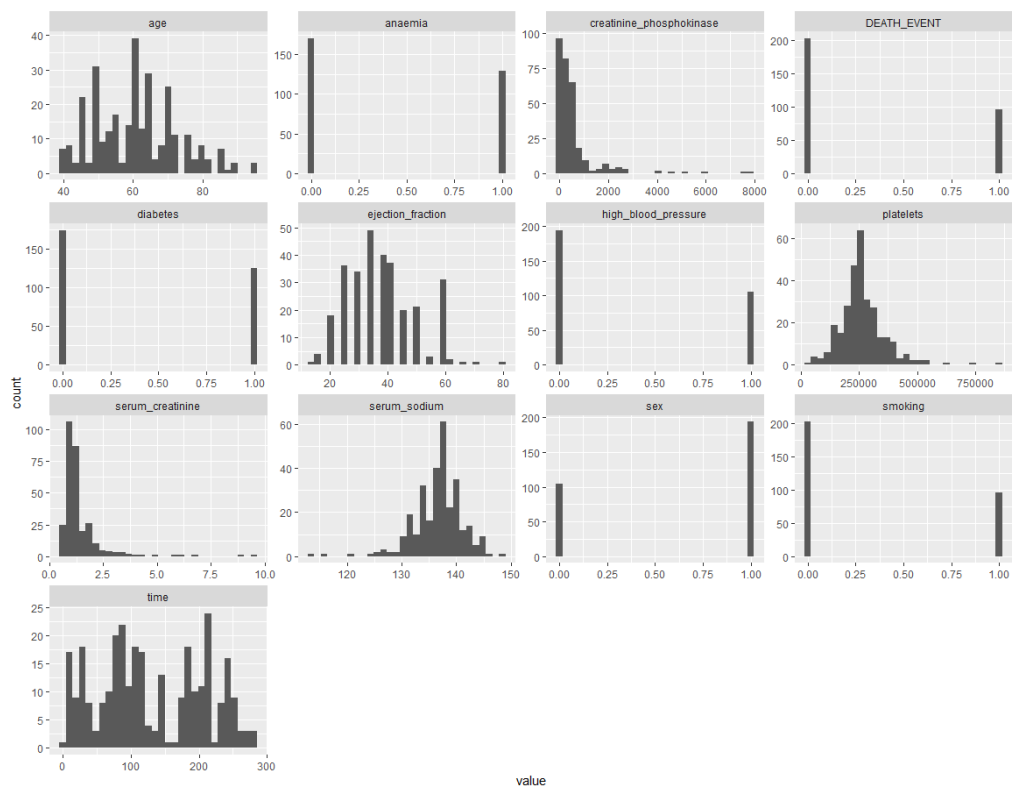 age
40
30
20
10
0
40 60 80
anaemia
150
100
50
0
0.00 0.25 0.50 0.75 1.00
creatinine_phosphokinase
100
75
50
25
0
0 2000 4000 6000 8000
DEATH_EVENT
200
150
100
50
0
0.00 0.25 0.50 0.75 1.00
diabetes
150
100
50
0
0.00 0.25 0.50 0.75 1.00
ejection_fraction
50
40
30
20
10
0
20 40 60 80
high_blood_pressure
200
150
100
50
0
0.00 0.25 0.50 0.75 1.00
platelets
60
40
20
0
0 250000 500000 750000
count
serum_creatinine
100
75
50
25
0
0.0 2.5 5.0 7.5 10.0
serum_sodium
60
40
20
0
120 130 140 150
sex
200
150
100
50
0
0.00 0.25 0.50 0.75 1.00
smoking
200
150
100
50
0
0.00 0.25 0.50 0.75 1.00
time
25
20
15
10
5
0
0 100 200 300
value